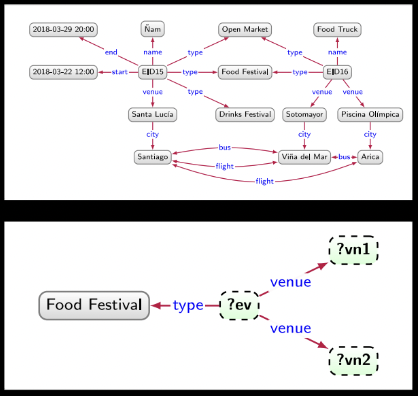 2018-03-29 20:00
Ñam
Open Market
Food Truck
end
name
type
type
name
2018-03-22 12:00
start
EID15
type
Food Festival
type
EID16
venue
type
venue
venue
Santa Lucía
Drinks Festival
Sotomayor
Piscina Olímpica
city
city
city
bus
Santiago
flight
Viña del Mar
bus
Arica
flight
?vn1
venue
Food Festival
type
?ev
venue
?vn2